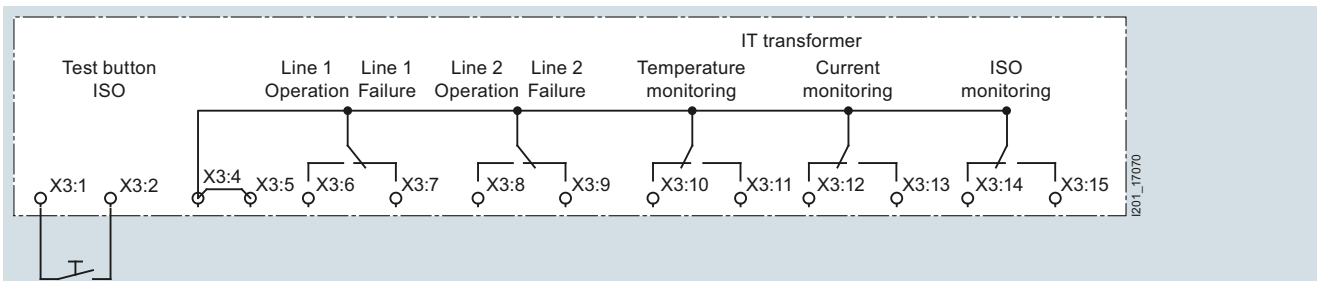 IT transformer
Test button
ISO
Line 1
Operation
Line 1
Failure
Line 2
Operation
Line 2
Failure
Temperature
monitoring
Current
monitoring
ISO
monitoring
X3:1
X3:2
X3:4
X3:5
X3:6
X3:7
X3:8
X3:9
X3:10
X3:11
X3:12
X3:13
X3:14
X3:15
I201_17070